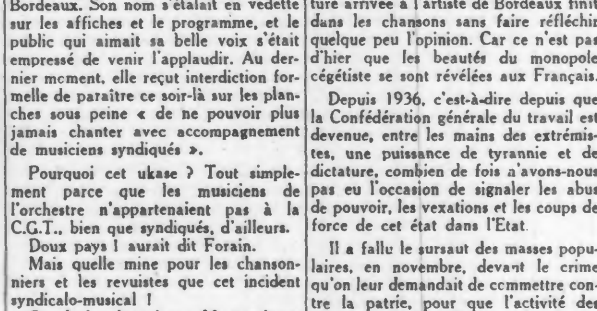 Bordeaux. Son nom s'étalait en vedette
sur les affiches et le programme, et le
public qui aimait sa belle voix s'était
empressé de venir l'applaudir. Au der-
nier mcment, elle reçut interdiction for-
melle de paraître ce soir-là sur les plan-
ches sous peine « de ne pouvoir plus
jamais chanter avec accompagnement
de musiciens syndiqués ».
Pourquoi cet ukase ? Tout simple-
ment parce que les musiciens de
l'orchestre n'appartenaient pas à la
C.G.T., bien que syndiqués, d'ailleurs.
Doux pays ! aurait dit Forain.
Mais quelle mine pour les chanson-
niers et les revuistes que cet incident
syndicalo-musical !
ture arrivée à l'artiste de Bordeaux finit
dans les chansons sans faire réfléchir
quelque peu l'opinion. Car ce n'est pas
d'hier que les beautés du monopole
cégétiste se sont révélées aux Français.
Depuis 1936, c'est-à-dire depuis que
la Confédération générale du travail est
devenue, entre les mains des extrémis-
tes, une puissance de tyrannie et de
dictature, combien de fois n'avons-nous
pas eu l'occasion de signaler les abus
de pouvoir, les vexations et les coups de
force de cet état dans l'Etat.
Il a fallu le sursaut des masses popu-
laires, en novembre, devant le crime
qu'on leur demandait de ccmmettre con-
tre la patrie, pour que l'activité des